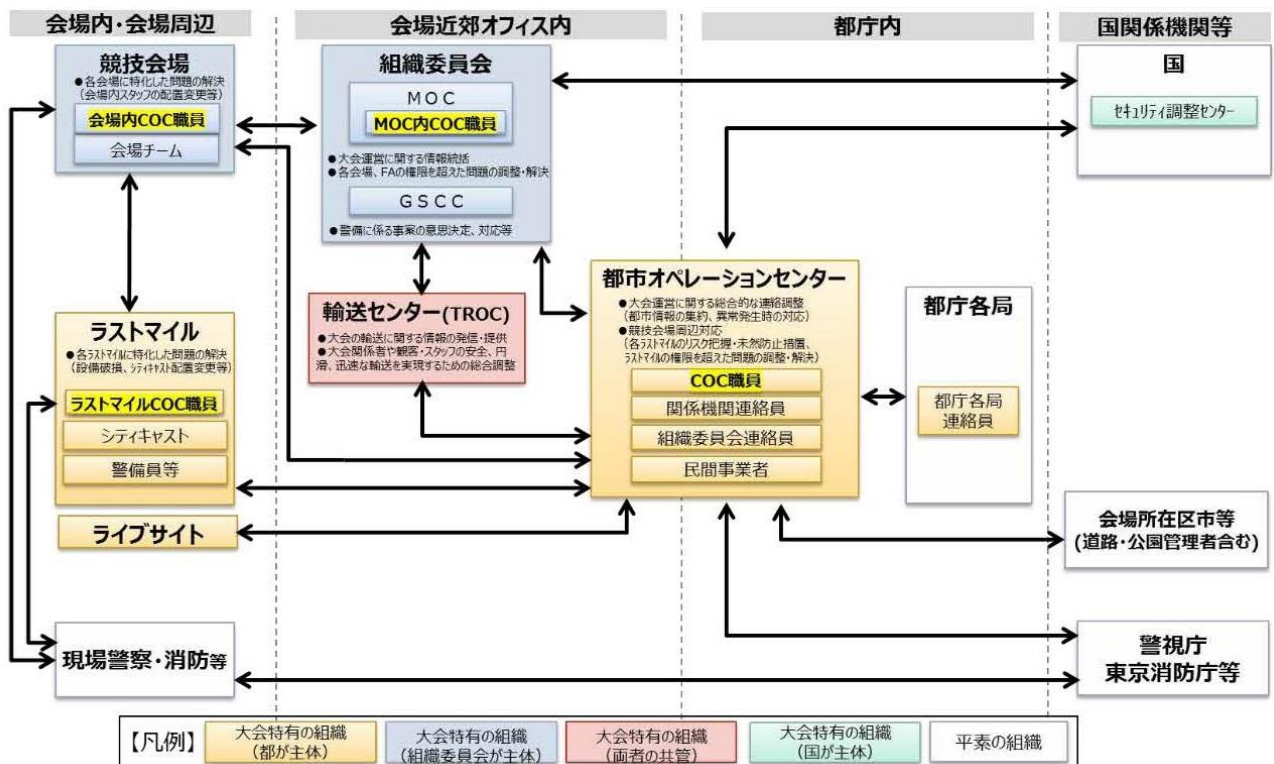 会場内・会場周辺
会場近郊オフィス内
都庁内
国関係機関等
競技会場
●各会場に特化した問題の解決
(会場内スタッフの配置変更等)
会場内COC職員
会場チーム
組織委員会
MOC
MOC内COC職員
●大会運営に関する情報統括
●各会場、FAの権限を超えた問題の調整・解決
GSCC
●警備に係る事案の意思決定、対応等
国
セキュリティ調整センター
ラストマイル
●各ラストマイルに特化した問題の解決
(設備破損、シティキャスト配置変更等)
ラストマイルCOC職員
シティキャスト
警備員等
ライブサイト
輸送センター(TROC)
●大会の輸送に関する情報の発信・提供
●大会関係者や観客・スタッフの安全、円
滑、迅速な輸送を実現するための総合調整
都市オペレーションセンター
●大会運営に関する総合的な連絡調整
(都市情報の集約、異常発生時の対応)
●競技会場周辺対応
(各ラストマイルのリスク把握・未然防止措置、
ラストマイルの権限を超えた問題の調整・解決)
COC職員
関係機関連絡員
組織委員会連絡員
民間事業者
都庁各局
都庁各局
連絡員
会場所在区市等
(道路・公園管理者含む)
現場警察・消防等
警視庁
東京消防庁等
【凡例】
大会特有の組織
(都が主体)
大会特有の組織
(組織委員会が主体)
大会特有の組織
(両者の共管)
大会特有の組織
(国が主体)
平素の組織